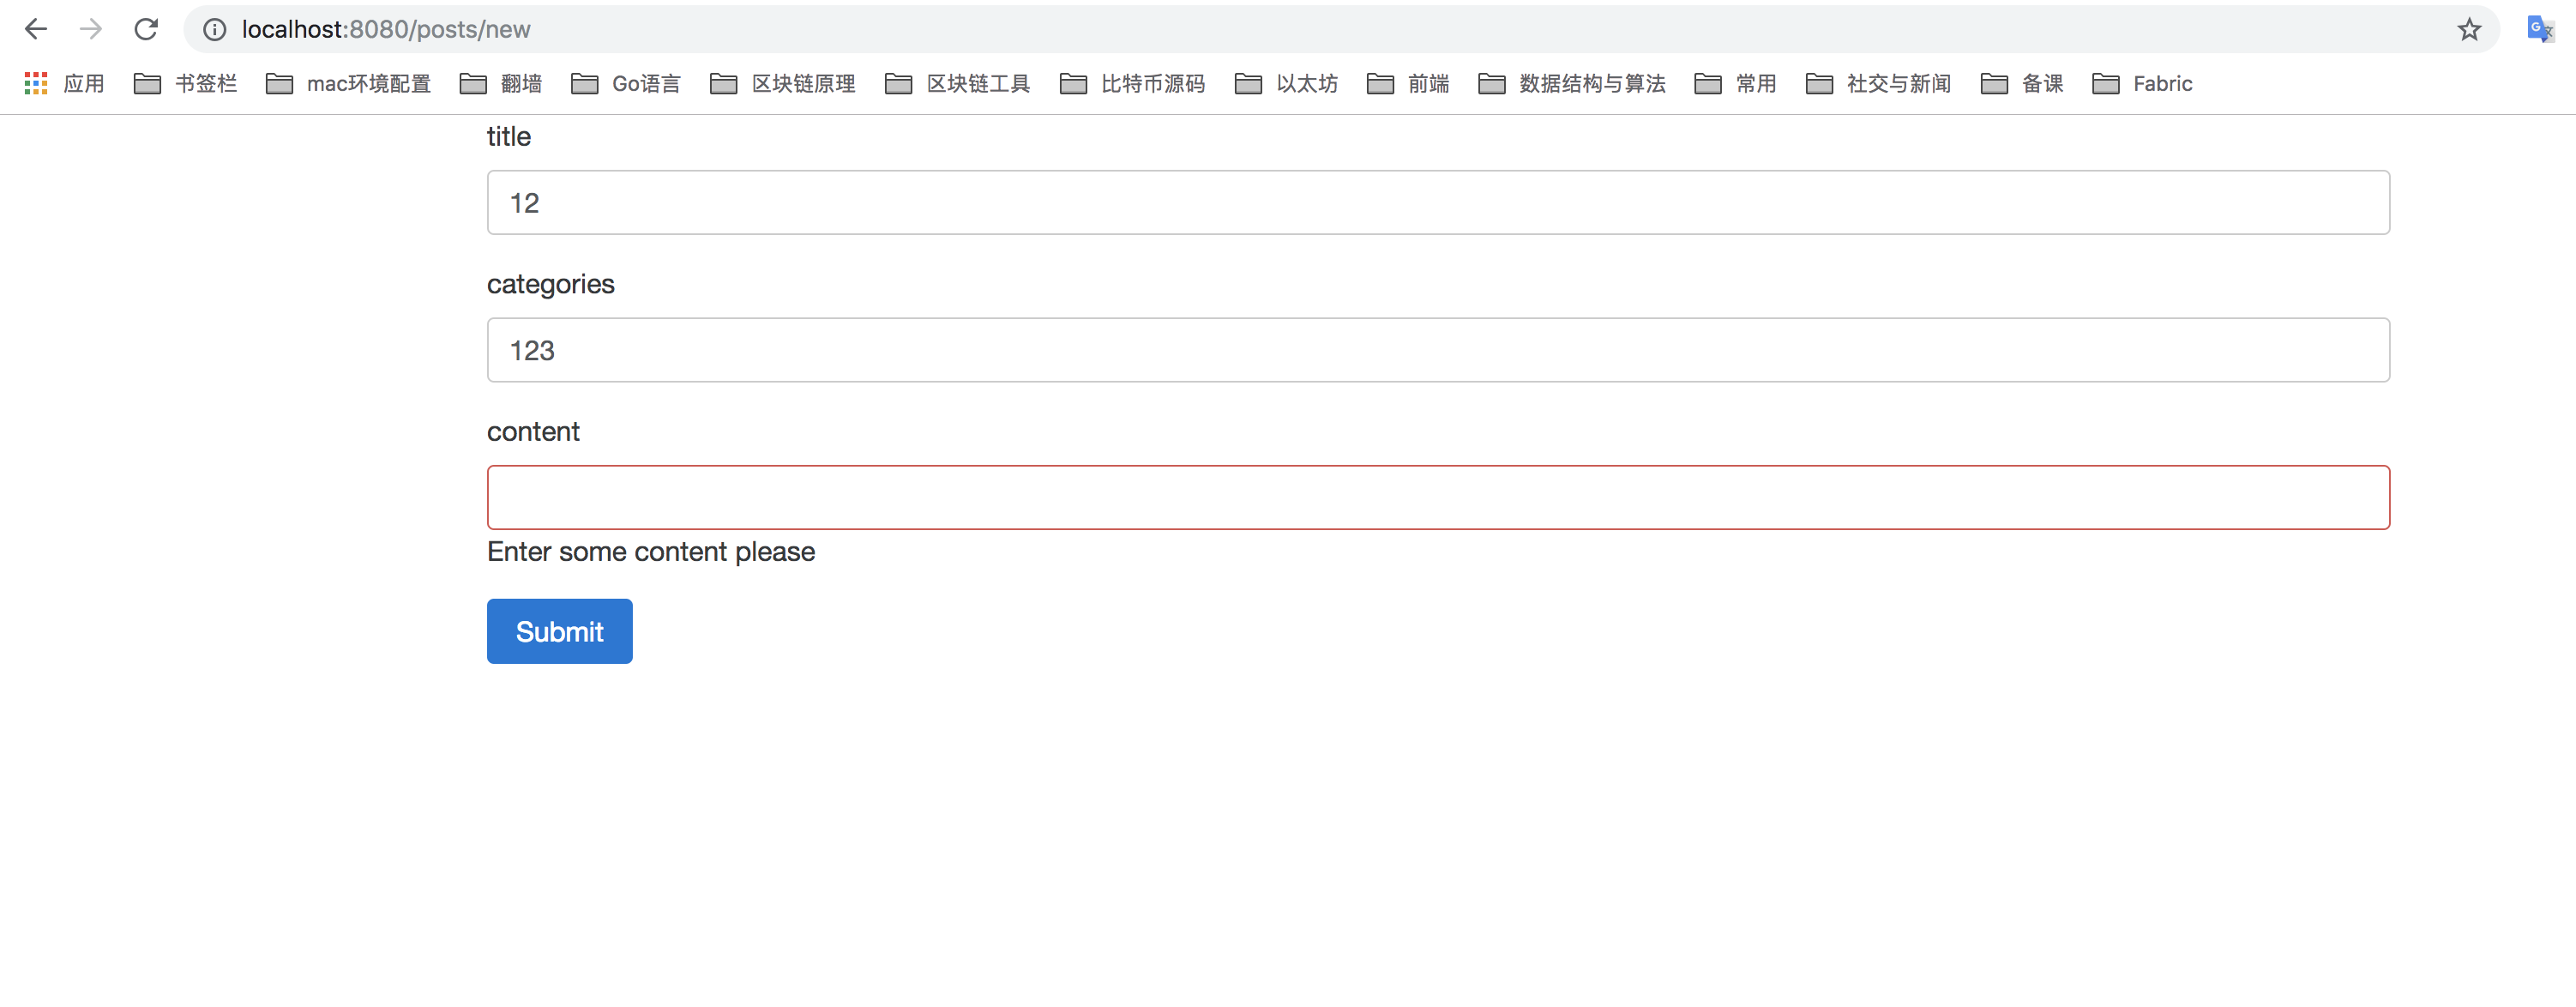 localhost:8080/posts/new
应用 书签栏 mac环境配置 翻墙 Go语言 区块链原理 区块链工具 比特币源码 以太坊 前端 数据结构与算法 常用 社交与新闻 备课 Fabric
title
12
categories
123
content
Enter some content please
Submit